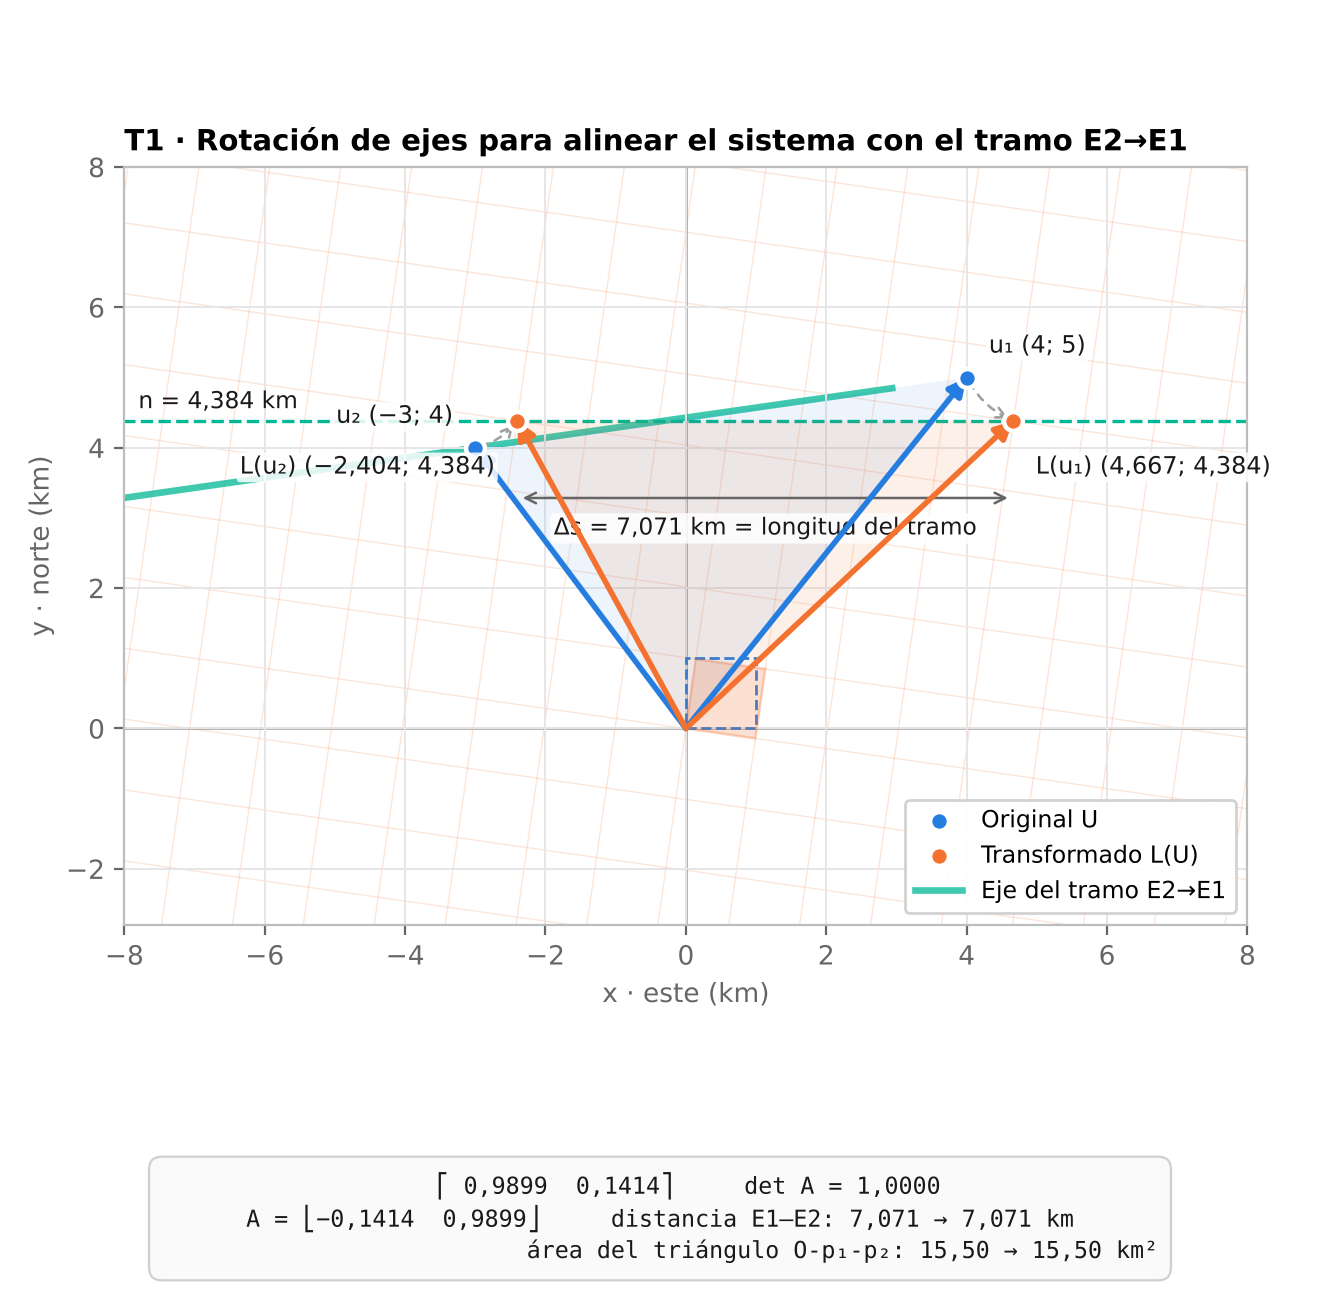 T1 · Rotación de ejes para alinear el sistema con el tramo E2→E1
8
6
4
2
0
−2
y · norte (km)
u₁ (4; 5)
n = 4,384 km
u₂ (−3; 4)
L(u₂) (−2,404; 4,384)
L(u₁) (4,667; 4,384)
Δs = 7,071 km = longitud del tramo
Original U
Transformado L(U)
Eje del tramo E2→E1
−8 −6 −4 −2 0 2 4 6 8
x · este (km)
⎡ 0,9899 0,1414⎤ det A = 1,0000
A = ⎣−0,1414 0,9899⎦ distancia E1–E2: 7,071 → 7,071 km
área del triángulo O-p₁-p₂: 15,50 → 15,50 km²